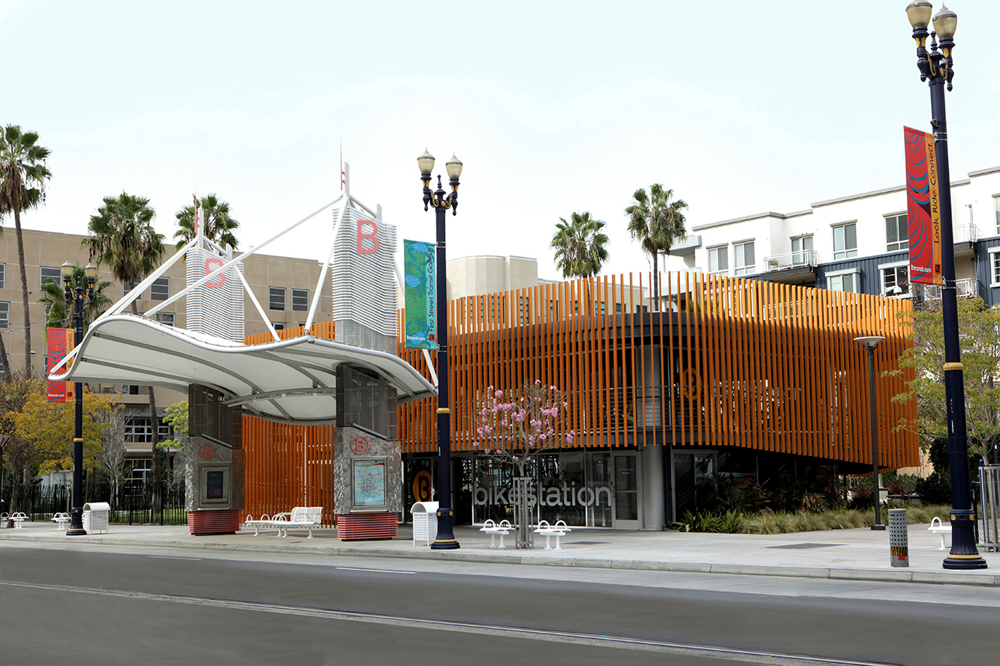 B
B
First Street Transit Gallery
lbtransit.com
Look. Ride. Connect.
lbtransit.com
B
B
bikestation